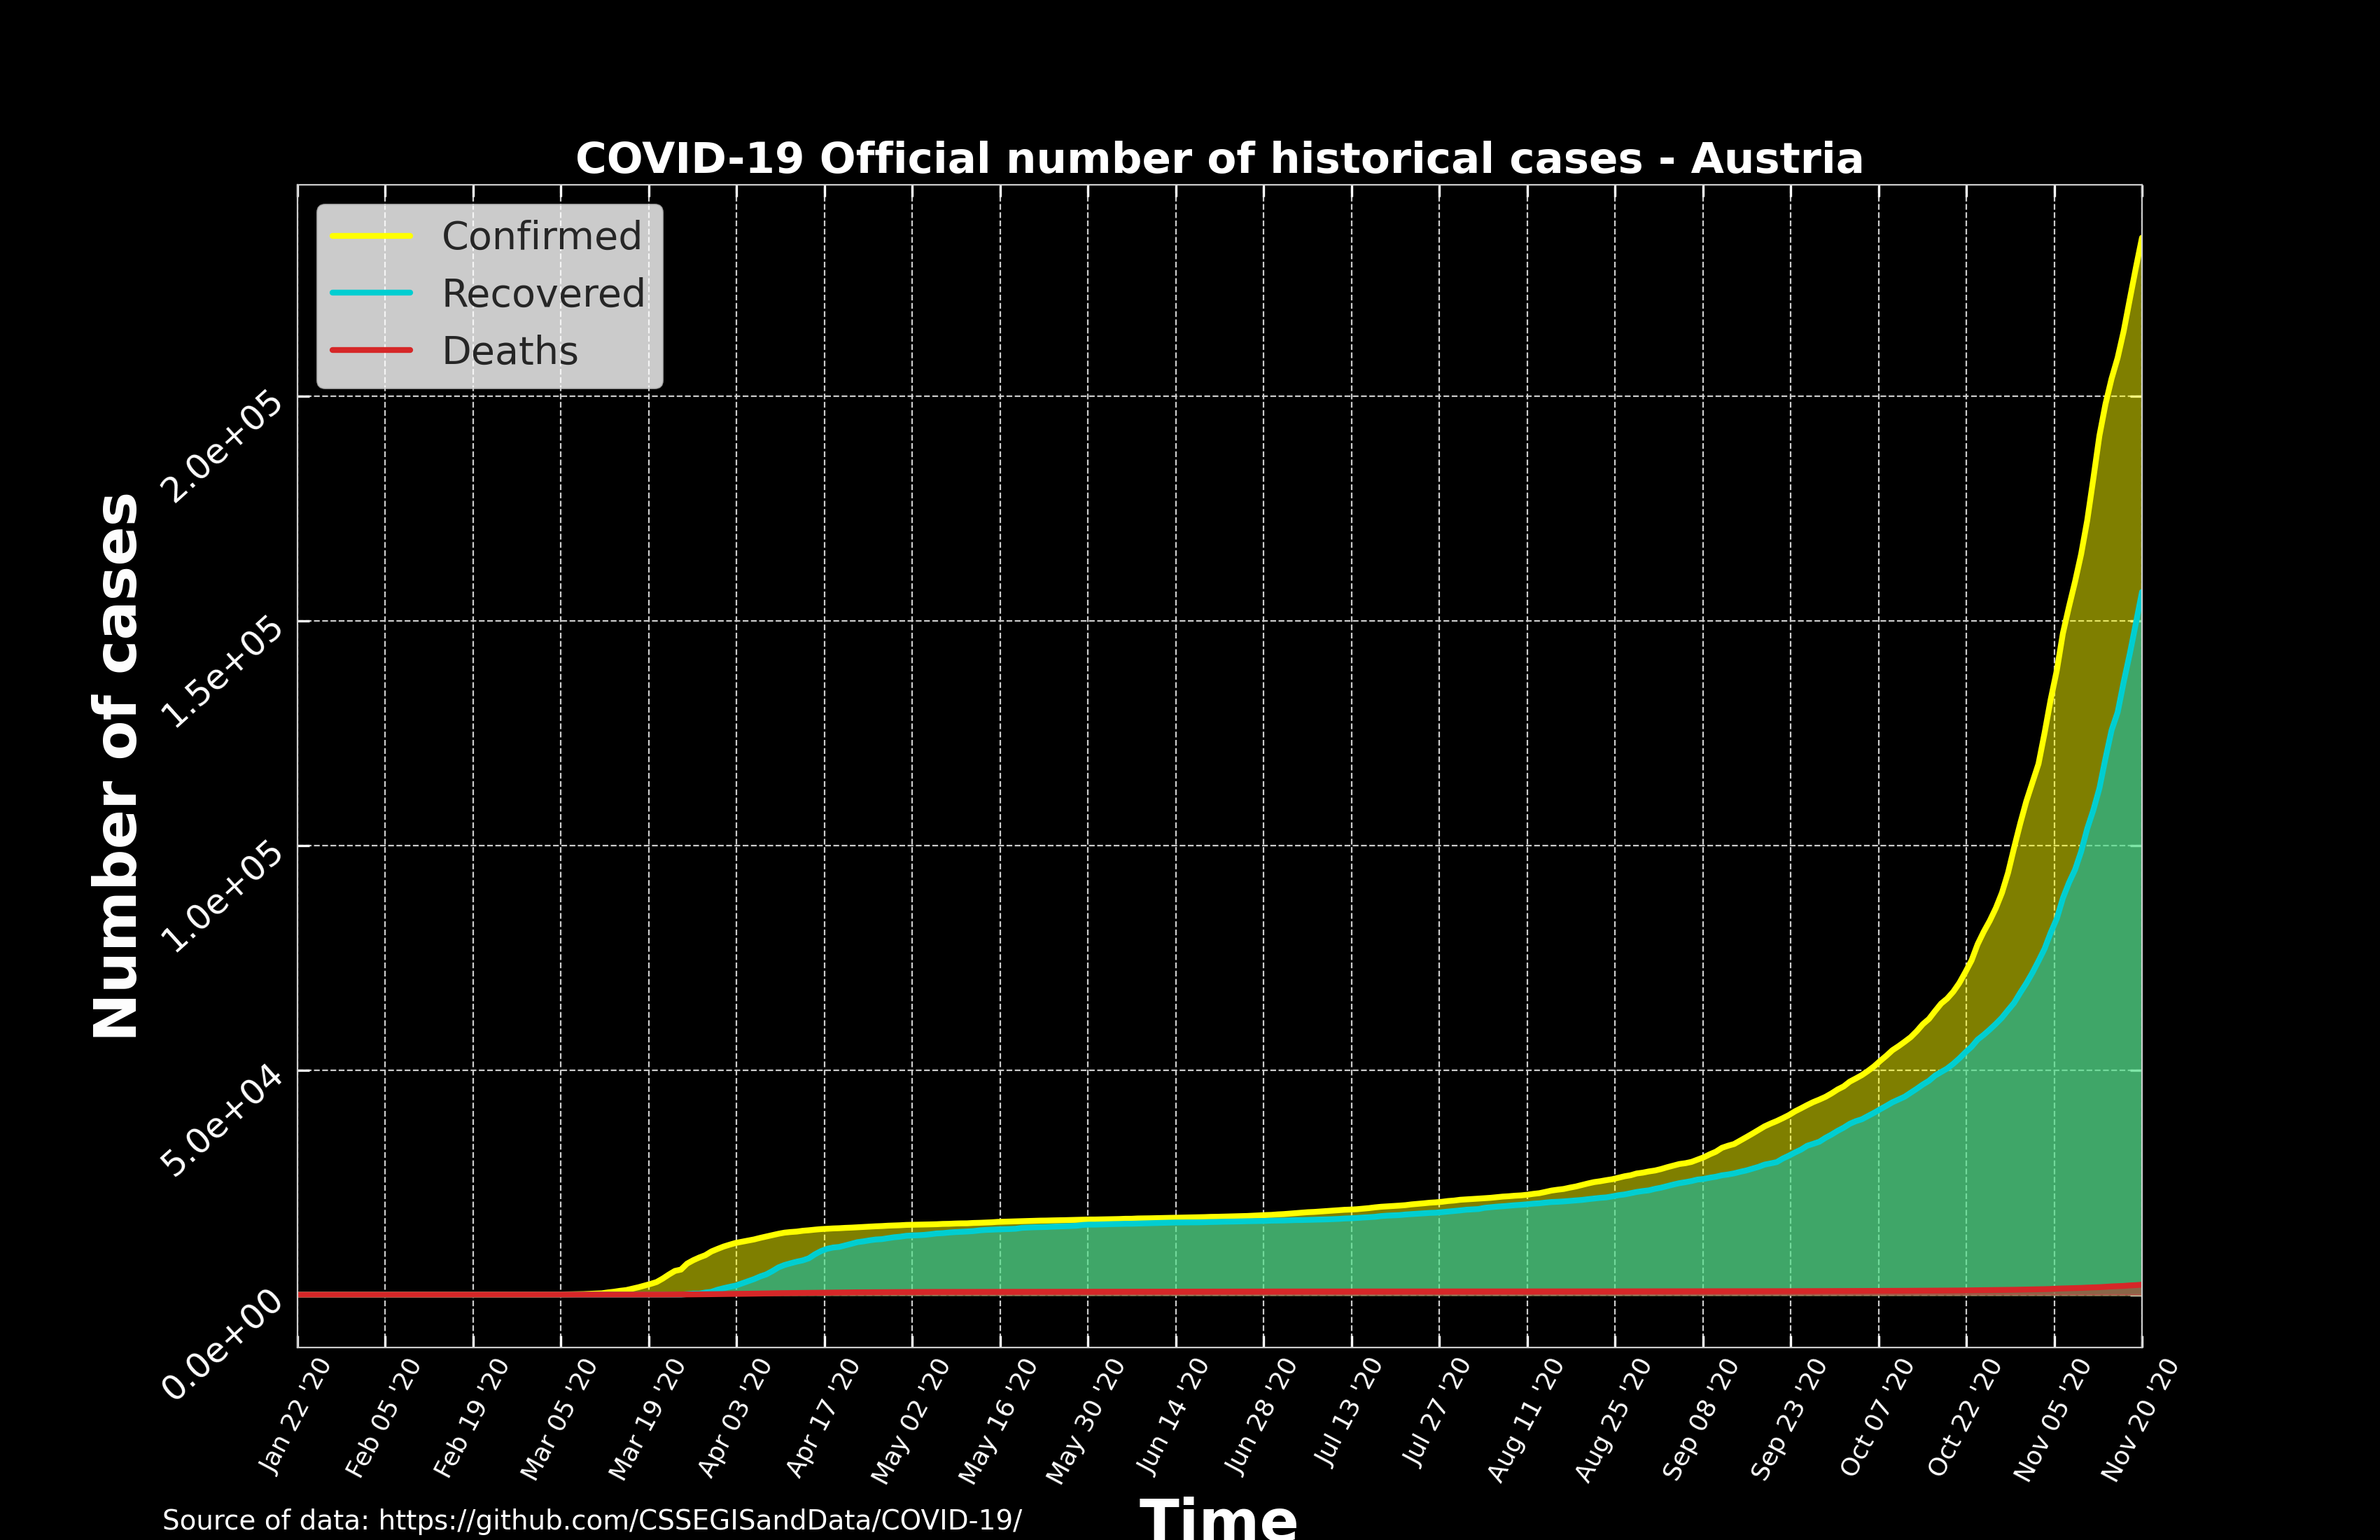 COVID-19 Official number of historical cases - Austria
Confirmed
Recovered
Deaths
Number of cases
2.0e+05
1.5e+05
1.0e+05
5.0e+04
0.0e+00
Jan 22 '20
Feb 05 '20
Feb 19 '20
Mar 05 '20
Mar 19 '20
Apr 03 '20
Apr 17 '20
May 02 '20
May 16 '20
May 30 '20
Jun 14 '20
Jun 28 '20
Jul 13 '20
Jul 27 '20
Aug 11 '20
Aug 25 '20
Sep 08 '20
Sep 23 '20
Oct 07 '20
Oct 22 '20
Nov 05 '20
Nov 20 '20
Time
Source of data: https://github.com/CSSEGISandData/COVID-19/